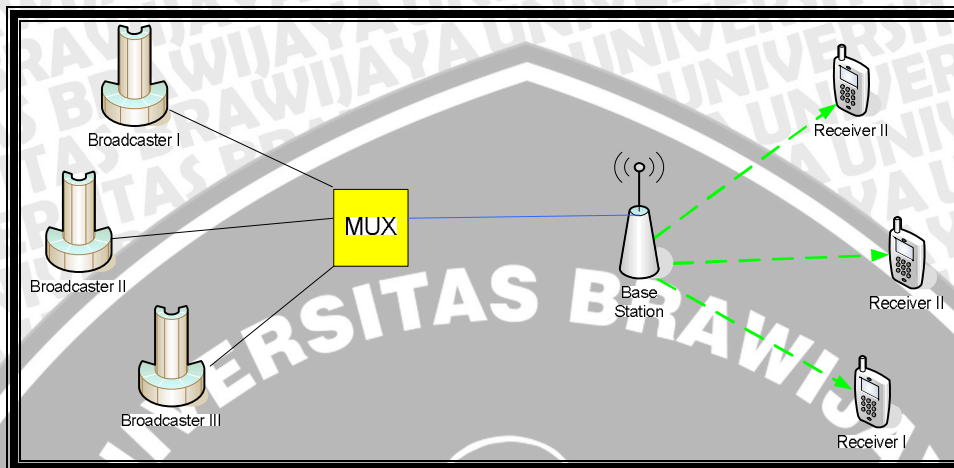 Broadcaster I
Broadcaster II
Broadcaster III
MUX
Base
Station
Receiver II
Receiver II
Receiver I
UNIVERSITAS BRAWIJAYA